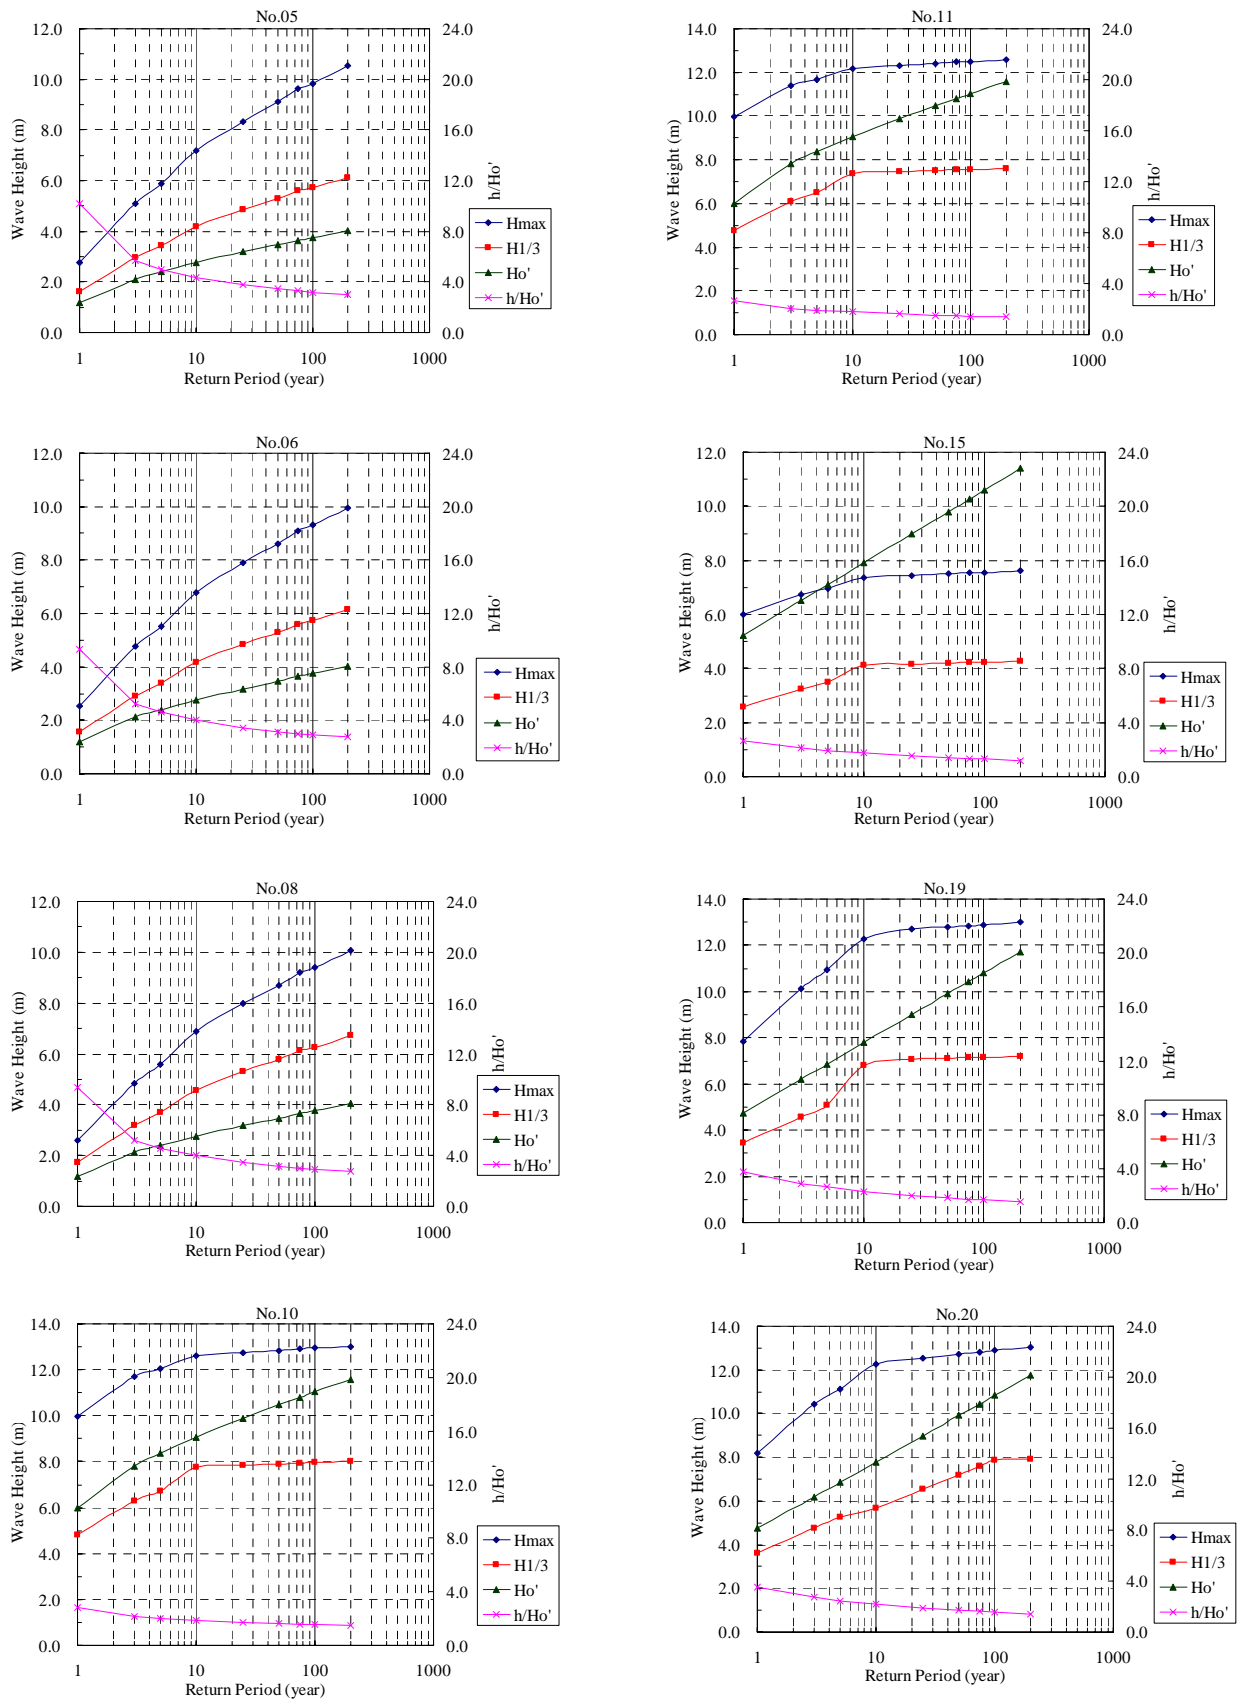 No.05
12.0
10.0
8.0
6.0
4.0
2.0
0.0
24.0
20.0
16.0
12.0
8.0
4.0
0.0
1
10
100
1000
Wave Height (m)
h/Ho'
Return Period (year)
Hmax
H1/3
Ho'
h/Ho'
No.11
14.0
12.0
10.0
8.0
6.0
4.0
2.0
0.0
24.0
20.0
16.0
12.0
8.0
4.0
0.0
1
10
100
1000
Wave Height (m)
h/Ho'
Return Period (year)
Hmax
H1/3
Ho'
h/Ho'
No.06
12.0
10.0
8.0
6.0
4.0
2.0
0.0
24.0
20.0
16.0
12.0
8.0
4.0
0.0
1
10
100
1000
Wave Height (m)
h/Ho'
Return Period (year)
Hmax
H1/3
Ho'
h/Ho'
No.15
12.0
10.0
8.0
6.0
4.0
2.0
0.0
24.0
20.0
16.0
12.0
8.0
4.0
0.0
1
10
100
1000
Wave Height (m)
h/Ho'
Return Period (year)
Hmax
H1/3
Ho'
h/Ho'
No.08
12.0
10.0
8.0
6.0
4.0
2.0
0.0
24.0
20.0
16.0
12.0
8.0
4.0
0.0
1
10
100
1000
Wave Height (m)
h/Ho'
Return Period (year)
Hmax
H1/3
Ho'
h/Ho'
No.19
14.0
12.0
10.0
8.0
6.0
4.0
2.0
0.0
24.0
20.0
16.0
12.0
8.0
4.0
0.0
1
10
100
1000
Wave Height (m)
h/Ho'
Return Period (year)
Hmax
H1/3
Ho'
h/Ho'
No.10
14.0
12.0
10.0
8.0
6.0
4.0
2.0
0.0
24.0
20.0
16.0
12.0
8.0
4.0
0.0
1
10
100
1000
Wave Height (m)
h/Ho'
Return Period (year)
Hmax
H1/3
Ho'
h/Ho'
No.20
14.0
12.0
10.0
8.0
6.0
4.0
2.0
0.0
24.0
20.0
16.0
12.0
8.0
4.0
0.0
1
10
100
1000
Wave Height (m)
h/Ho'
Return Period (year)
Hmax
H1/3
Ho'
h/Ho'